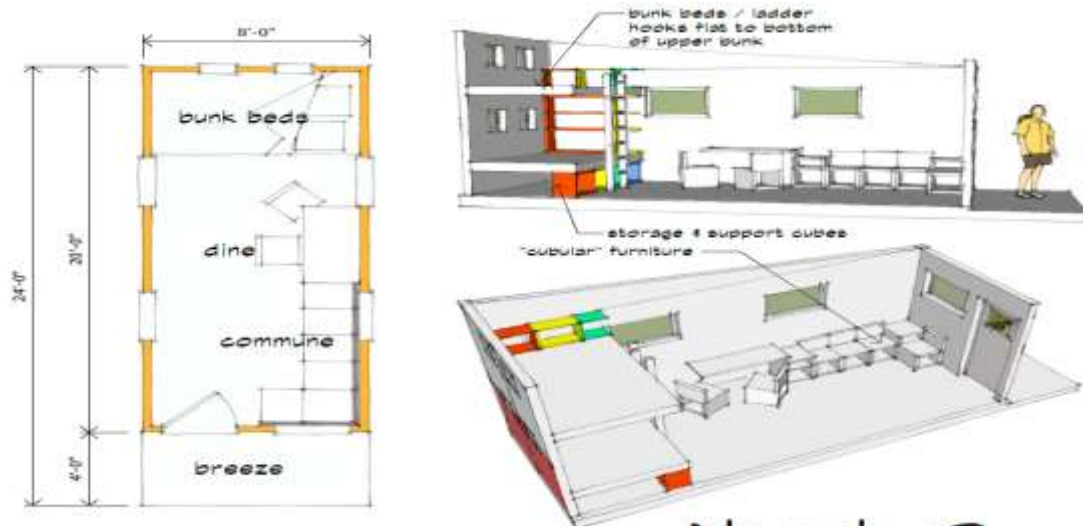 8'-0"
bunk beds
dine
20'-0"
24'-0"
commune
4'-0"
breeze
bunk beds / ladder
hooks flat to bottom
of upper bunk
storage & support cubes
"cubular" furniture